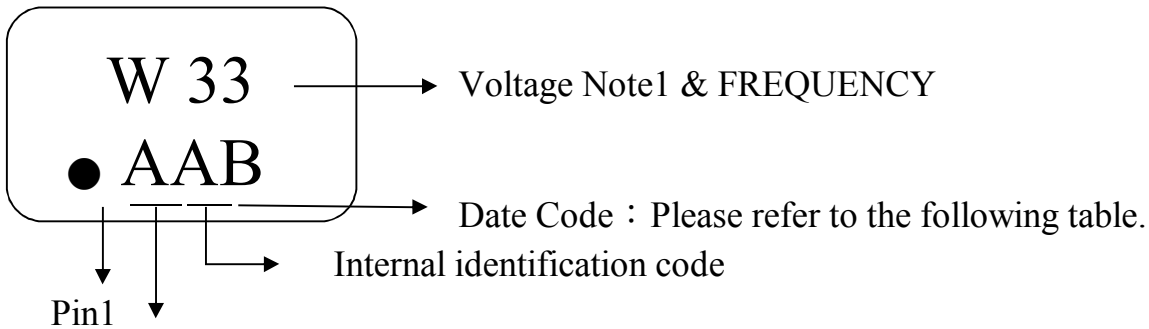 W 33
Voltage Note1 & FREQUENCY
AAB
Date Code：Please refer to the following table.
Internal identification code
Pin1